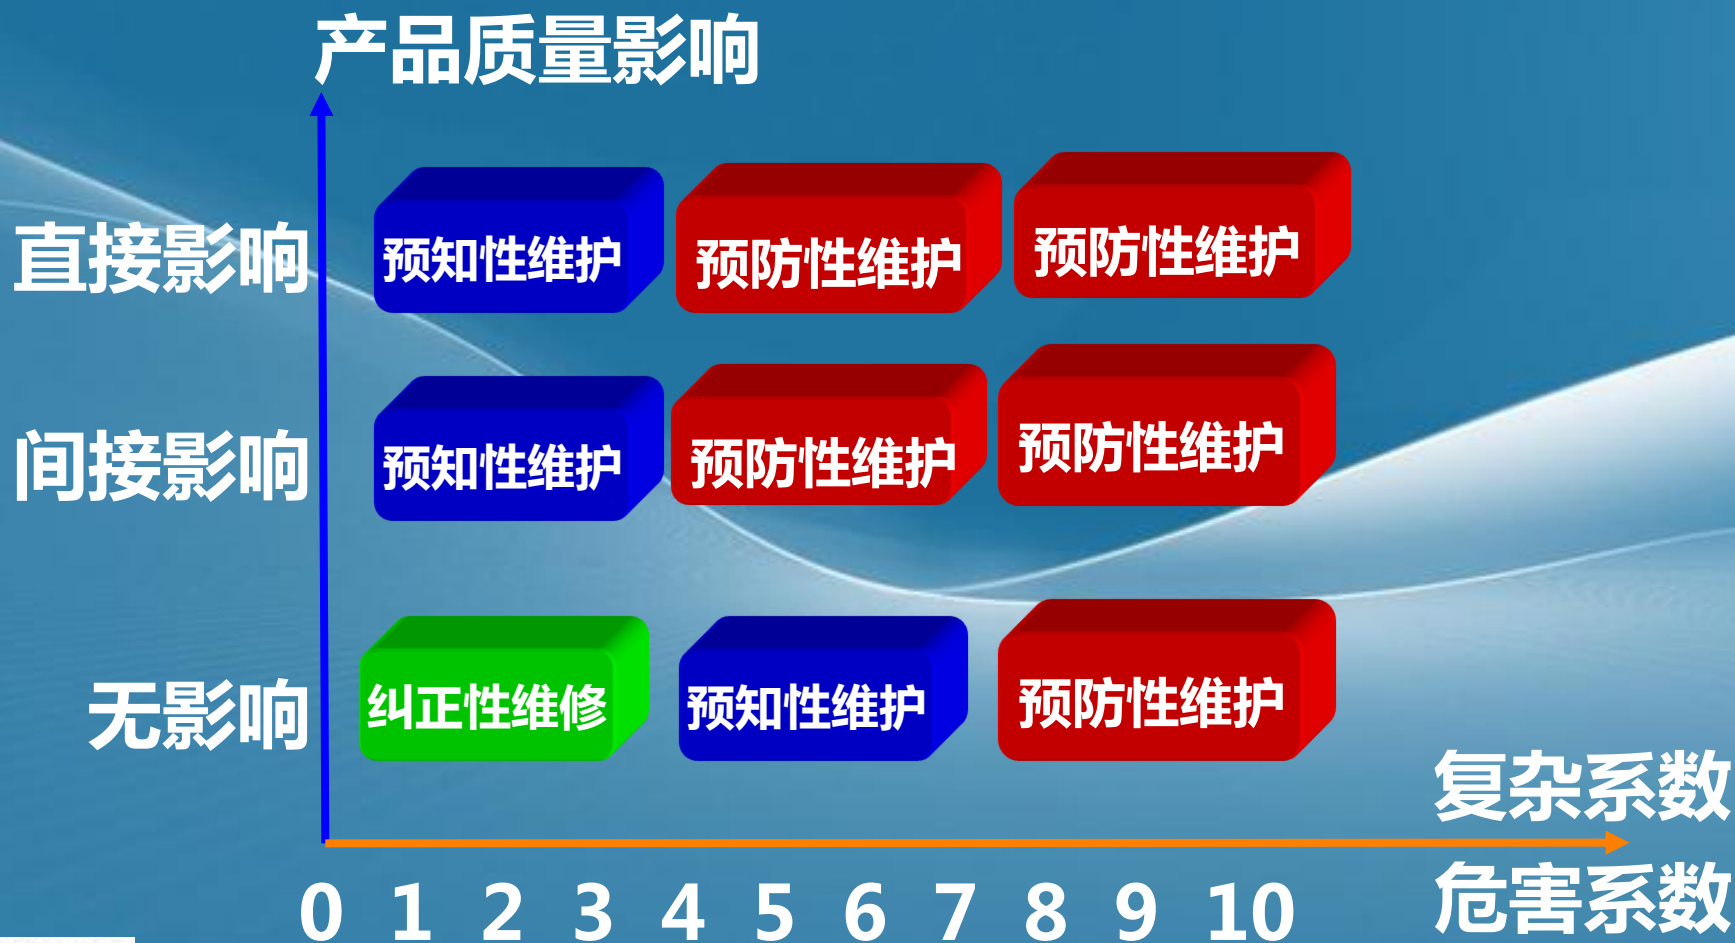 产品质量影响
直接影响 预知性维护 预防性维护 预防性维护
间接影响 预知性维护 预防性维护 预防性维护
无影响 纠正性维修 预知性维护 预防性维护
复杂系数
0 1 2 3 4 5 6 7 8 9 10 危害系数